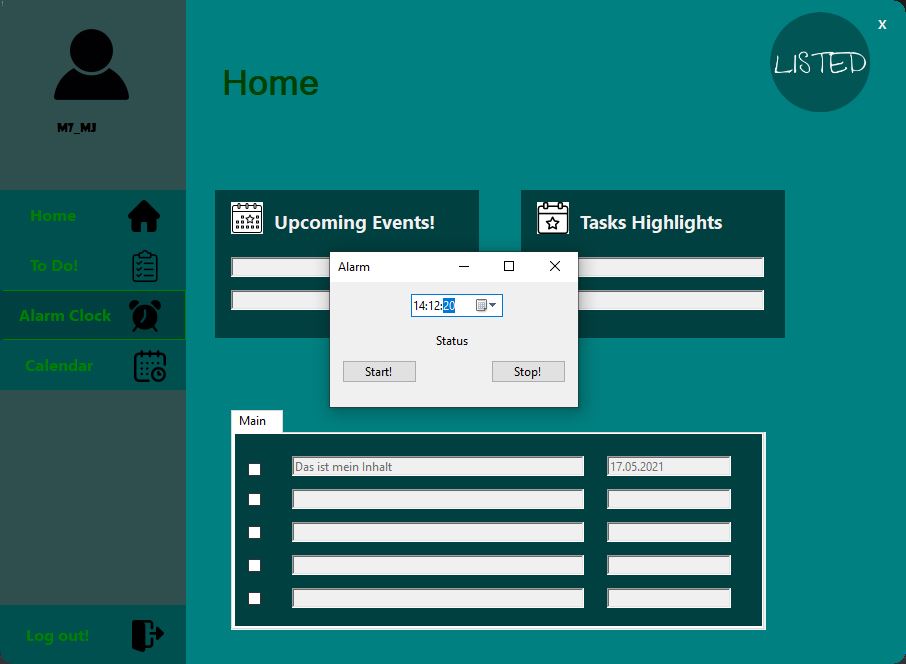 X
LISTED
Home
M7_MJ
Home
To Do!
Alarm Clock
Calendar
Log out!
Upcoming Events!
Tasks Highlights
Alarm
14:12:20
Status
Start!
Stop!
Main
Das ist mein Inhalt
17.05.2021